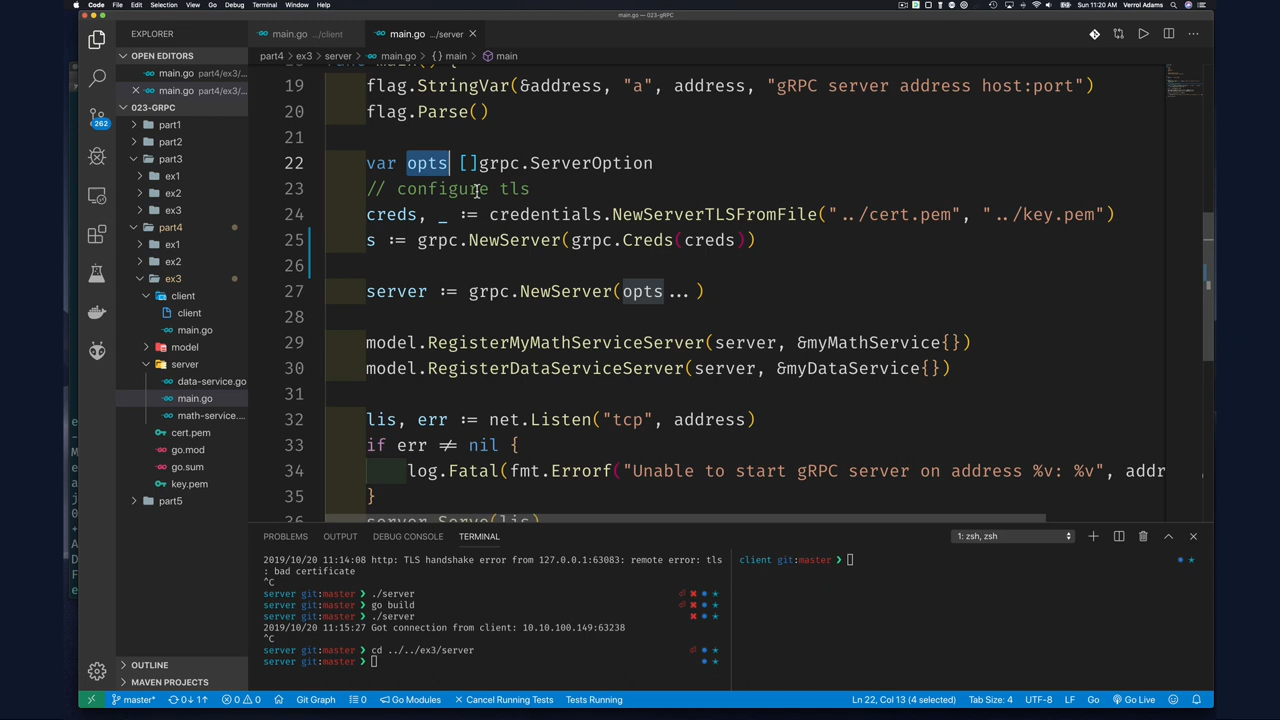 Code File Edit Selection View Go Debug Terminal Window Help Sun 11:20 AM Verrol Adams
main.go — 023-gRPC
EXPLORER
main.go .../client main.go .../server
part4 > ex3 > server > main.go > { } main > main
OPEN EDITORS
main.go part4/ex3/...
main.go part4/ex3/...
023-GRPC
part1
part2
part3
ex1
ex2
ex3
part4
ex1
ex2
ex3
client
client
main.go
model
server
data-service.go
main.go
math-service....
cert.pem
go.mod
go.sum
key.pem
part5
OUTLINE
MAVEN PROJECTS
262
19 flag.StringVar(&address, "a", address, "gRPC server address host:port")
20 flag.Parse()
21
22 var opts []grpc.ServerOption
23 // configure tls
24 creds, _ := credentials.NewServerTLSFromFile("../cert.pem", "../key.pem")
25 s := grpc.NewServer(grpc.Creds(creds))
26
27 server := grpc.NewServer(opts...)
28
29 model.RegisterMyMathServiceServer(server, &myMathService{})
30 model.RegisterDataServiceServer(server, &myDataService{})
31
32 lis, err := net.Listen("tcp", address)
33 if err ≠ nil {
34 log.Fatal(fmt.Errorf("Unable to start gRPC server on address %v: %v", addr
35 }
36 server.Serve(lis)
PROBLEMS OUTPUT DEBUG CONSOLE TERMINAL 1: zsh, zsh
2019/10/20 11:14:08 http: TLS handshake error from 127.0.0.1:63083: remote error: tls
: bad certificate
^C
server git:master ❯ ./server
server git:master ❯ go build
server git:master ❯ ./server
2019/10/20 11:15:27 Got connection from client: 10.10.100.149:63238
^C
server git:master ❯ cd ../../ex3/server
server git:master ❯
client git:master ❯
master* 0↓ 1↑ 0 0 Git Graph 0 Go Modules Cancel Running Tests Tests Running Ln 22, Col 13 (4 selected) Tab Size: 4 UTF-8 LF Go Go Live